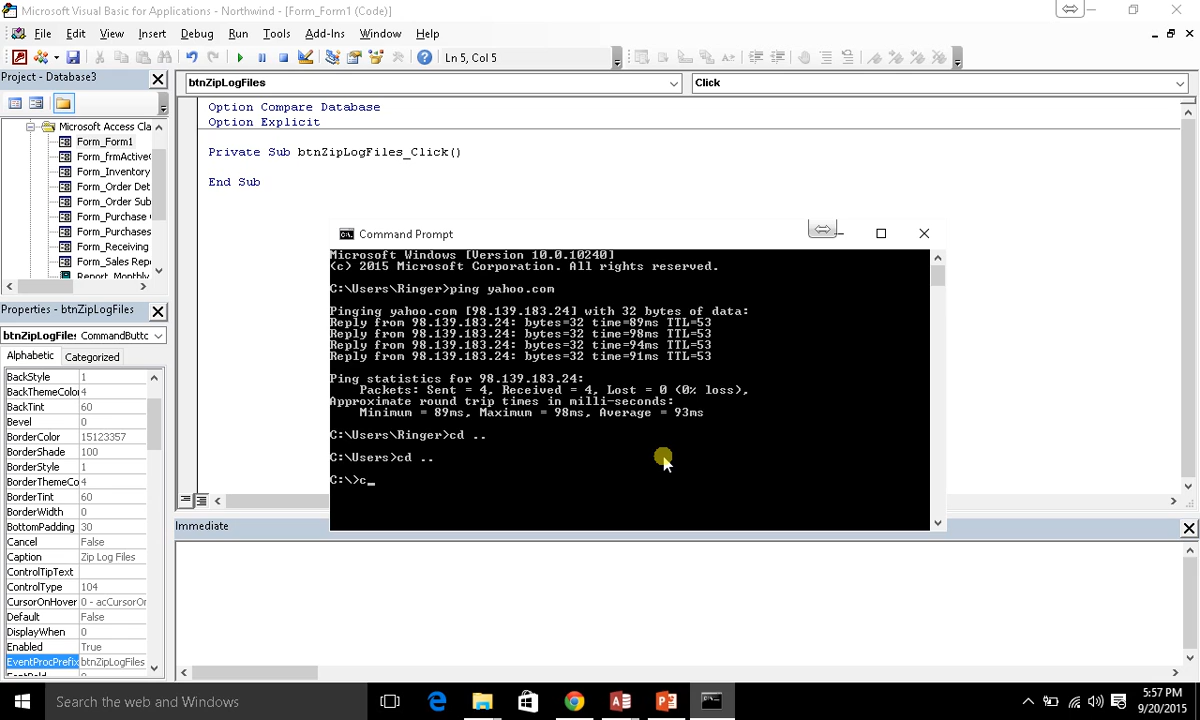 Microsoft Visual Basic for Applications - Northwind - [Form_Form1 (Code)]
File Edit View Insert Debug Run Tools Add-Ins Window Help
Ln 5, Col 5
Project - Database3
btnZipLogFiles
Click
Microsoft Access Cla
Form_Form1
Form_frmActive
Form_Inventory
Form_Order Det
Form_Order Sub
Form_Purchase
Form_Purchases
Form_Receiving
Form_Sales Rep
Report_Monthly
Option Compare Database
Option Explicit
Private Sub btnZipLogFiles_Click()
End Sub
Properties - btnZipLogFiles
btnZipLogFile: CommandButto
Alphabetic Categorized
BackStyle 1
BackThemeColor 4
BackTint 60
Bevel 0
BorderColor 15123357
BorderShade 100
BorderStyle 1
BorderThemeCo 4
BorderTint 60
BorderWidth 0
BottomPadding 30
Cancel False
Caption Zip Log Files
ControlTipText
ControlType 104
CursorOnHover 0 - acCursorOn
Default False
DisplayWhen 0
Enabled True
EventProcPrefix btnZipLogFiles
Command Prompt
Microsoft Windows [Version 10.0.10240]
(c) 2015 Microsoft Corporation. All rights reserved.
C:\Users\Ringer>ping yahoo.com
Pinging yahoo.com [98.139.183.24] with 32 bytes of data:
Reply from 98.139.183.24: bytes=32 time=89ms TTL=53
Reply from 98.139.183.24: bytes=32 time=98ms TTL=53
Reply from 98.139.183.24: bytes=32 time=94ms TTL=53
Reply from 98.139.183.24: bytes=32 time=91ms TTL=53
Ping statistics for 98.139.183.24:
Packets: Sent = 4, Received = 4, Lost = 0 (0% loss),
Approximate round trip times in milli-seconds:
Minimum = 89ms, Maximum = 98ms, Average = 93ms
C:\Users\Ringer>cd ..
C:\Users>cd ..
C:\>c_
Immediate
Search the web and Windows
5:57 PM
9/20/2015